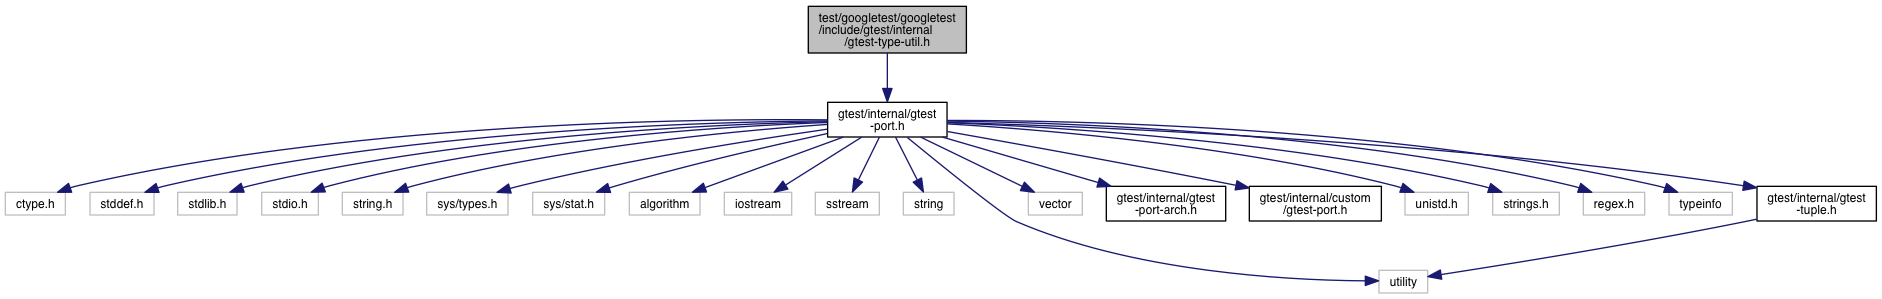 test/googletest/googletest
/include/gtest/internal
/gtest-type-util.h
gtest/internal/gtest
-port.h
ctype.h
stddef.h
stdlib.h
stdio.h
string.h
sys/types.h
sys/stat.h
algorithm
iostream
sstream
string
vector
gtest/internal/gtest
-port-arch.h
gtest/internal/custom
/gtest-port.h
unistd.h
strings.h
regex.h
typeinfo
gtest/internal/gtest
-tuple.h
utility